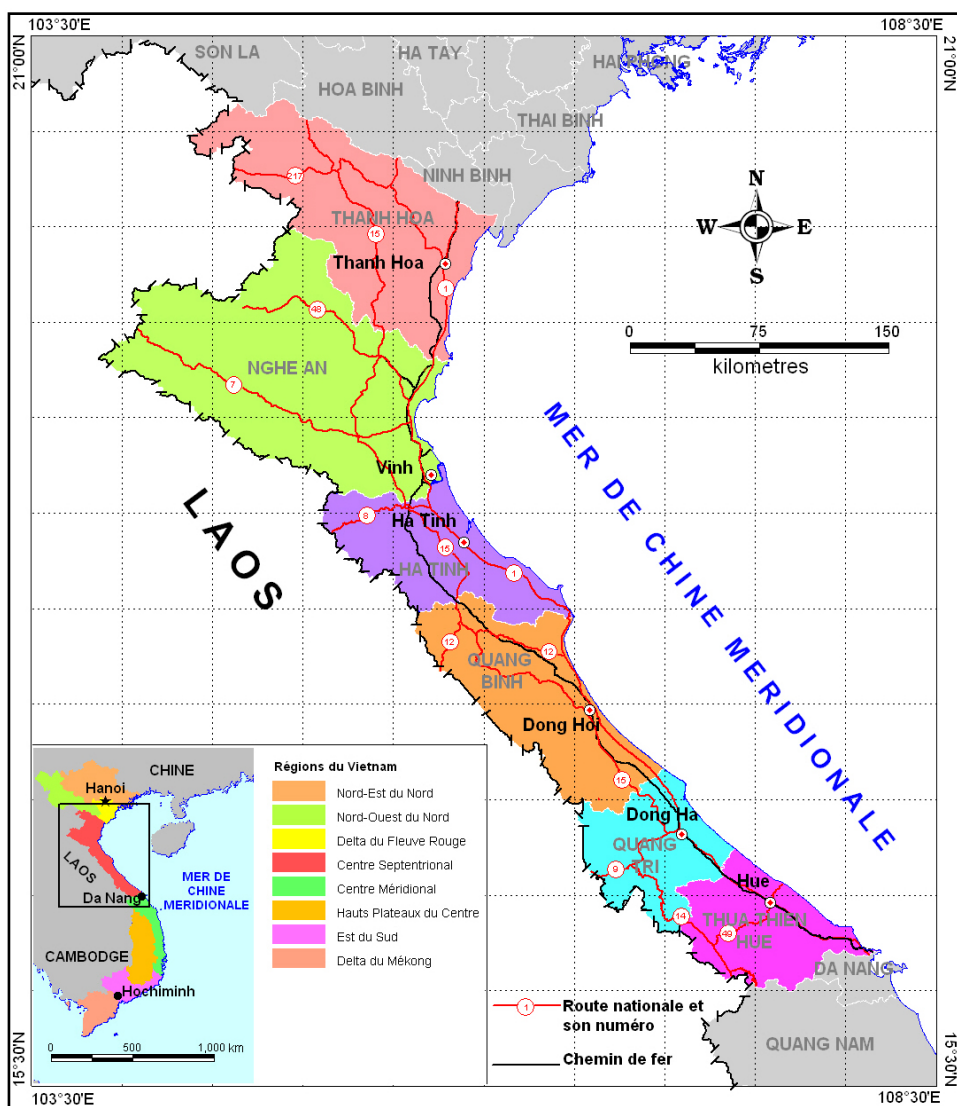 103°30'E
108°30'E
21°00'N
21°00'N
SON LA
HA TAY
HAI PHONG
HOA BINH
THAI BINH
NINH BINH
217
THANH HOA
15
Thanh Hoa
1
N
W
E
S
48
0
75
150
kilometres
NGHE AN
7
MER DE CHINE MERIDIONALE
Vinh
LAOS
8
Ha Tinh
15
HA TINH
1
12
12
QUANG
BINH
Dong Hoi
15
Dong Ha
QUANG
TRI
9
Hue
14
THUA THIEN
HUE
49
DA NANG
QUANG NAM
CHINE
Hanoi
LAOS
Da Nang
MER DE
CHINE
MERIDIONALE
CAMBODGE
Hochiminh
0
500
1,000 km
Régions du Vietnam
Nord-Est du Nord
Nord-Ouest du Nord
Delta du Fleuve Rouge
Centre Septentrional
Centre Méridional
Hauts Plateaux du Centre
Est du Sud
Delta du Mékong
1
Route nationale et
son numéro
Chemin de fer
15°30'N
15°30'N
103°30'E
108°30'E